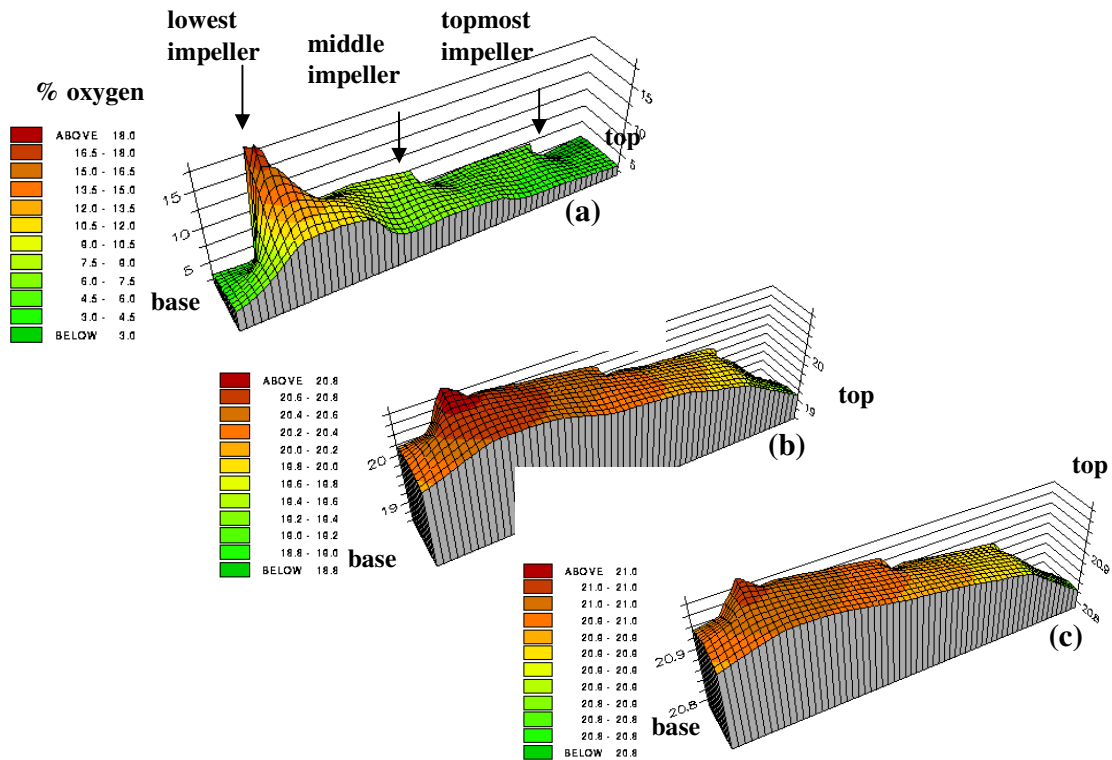 lowest
impeller
middle
impeller
topmost
impeller
% oxygen
ABOVE 18.0
16.5 - 18.0
15.0 - 16.5
13.5 - 15.0
12.0 - 13.5
10.5 - 12.0
9.0 - 10.5
7.5 - 9.0
6.0 - 7.5
4.5 - 6.0
3.0 - 4.5
BELOW 3.0
15
10
5
15
10
5
top
base
(a)
ABOVE 20.8
20.6 - 20.8
20.4 - 20.6
20.2 - 20.4
20.0 - 20.2
19.8 - 20.0
19.6 - 19.8
19.4 - 19.6
19.2 - 19.4
19.0 - 19.2
18.8 - 19.0
BELOW 18.8
20
19
20
19
top
base
(b)
ABOVE 21.0
21.0 - 21.0
21.0 - 21.0
20.9 - 21.0
20.9 - 20.9
20.9 - 20.9
20.9 - 20.9
20.9 - 20.9
20.8 - 20.9
20.8 - 20.8
20.8 - 20.8
BELOW 20.8
20.9
20.8
20.9
20.8
top
base
(c)